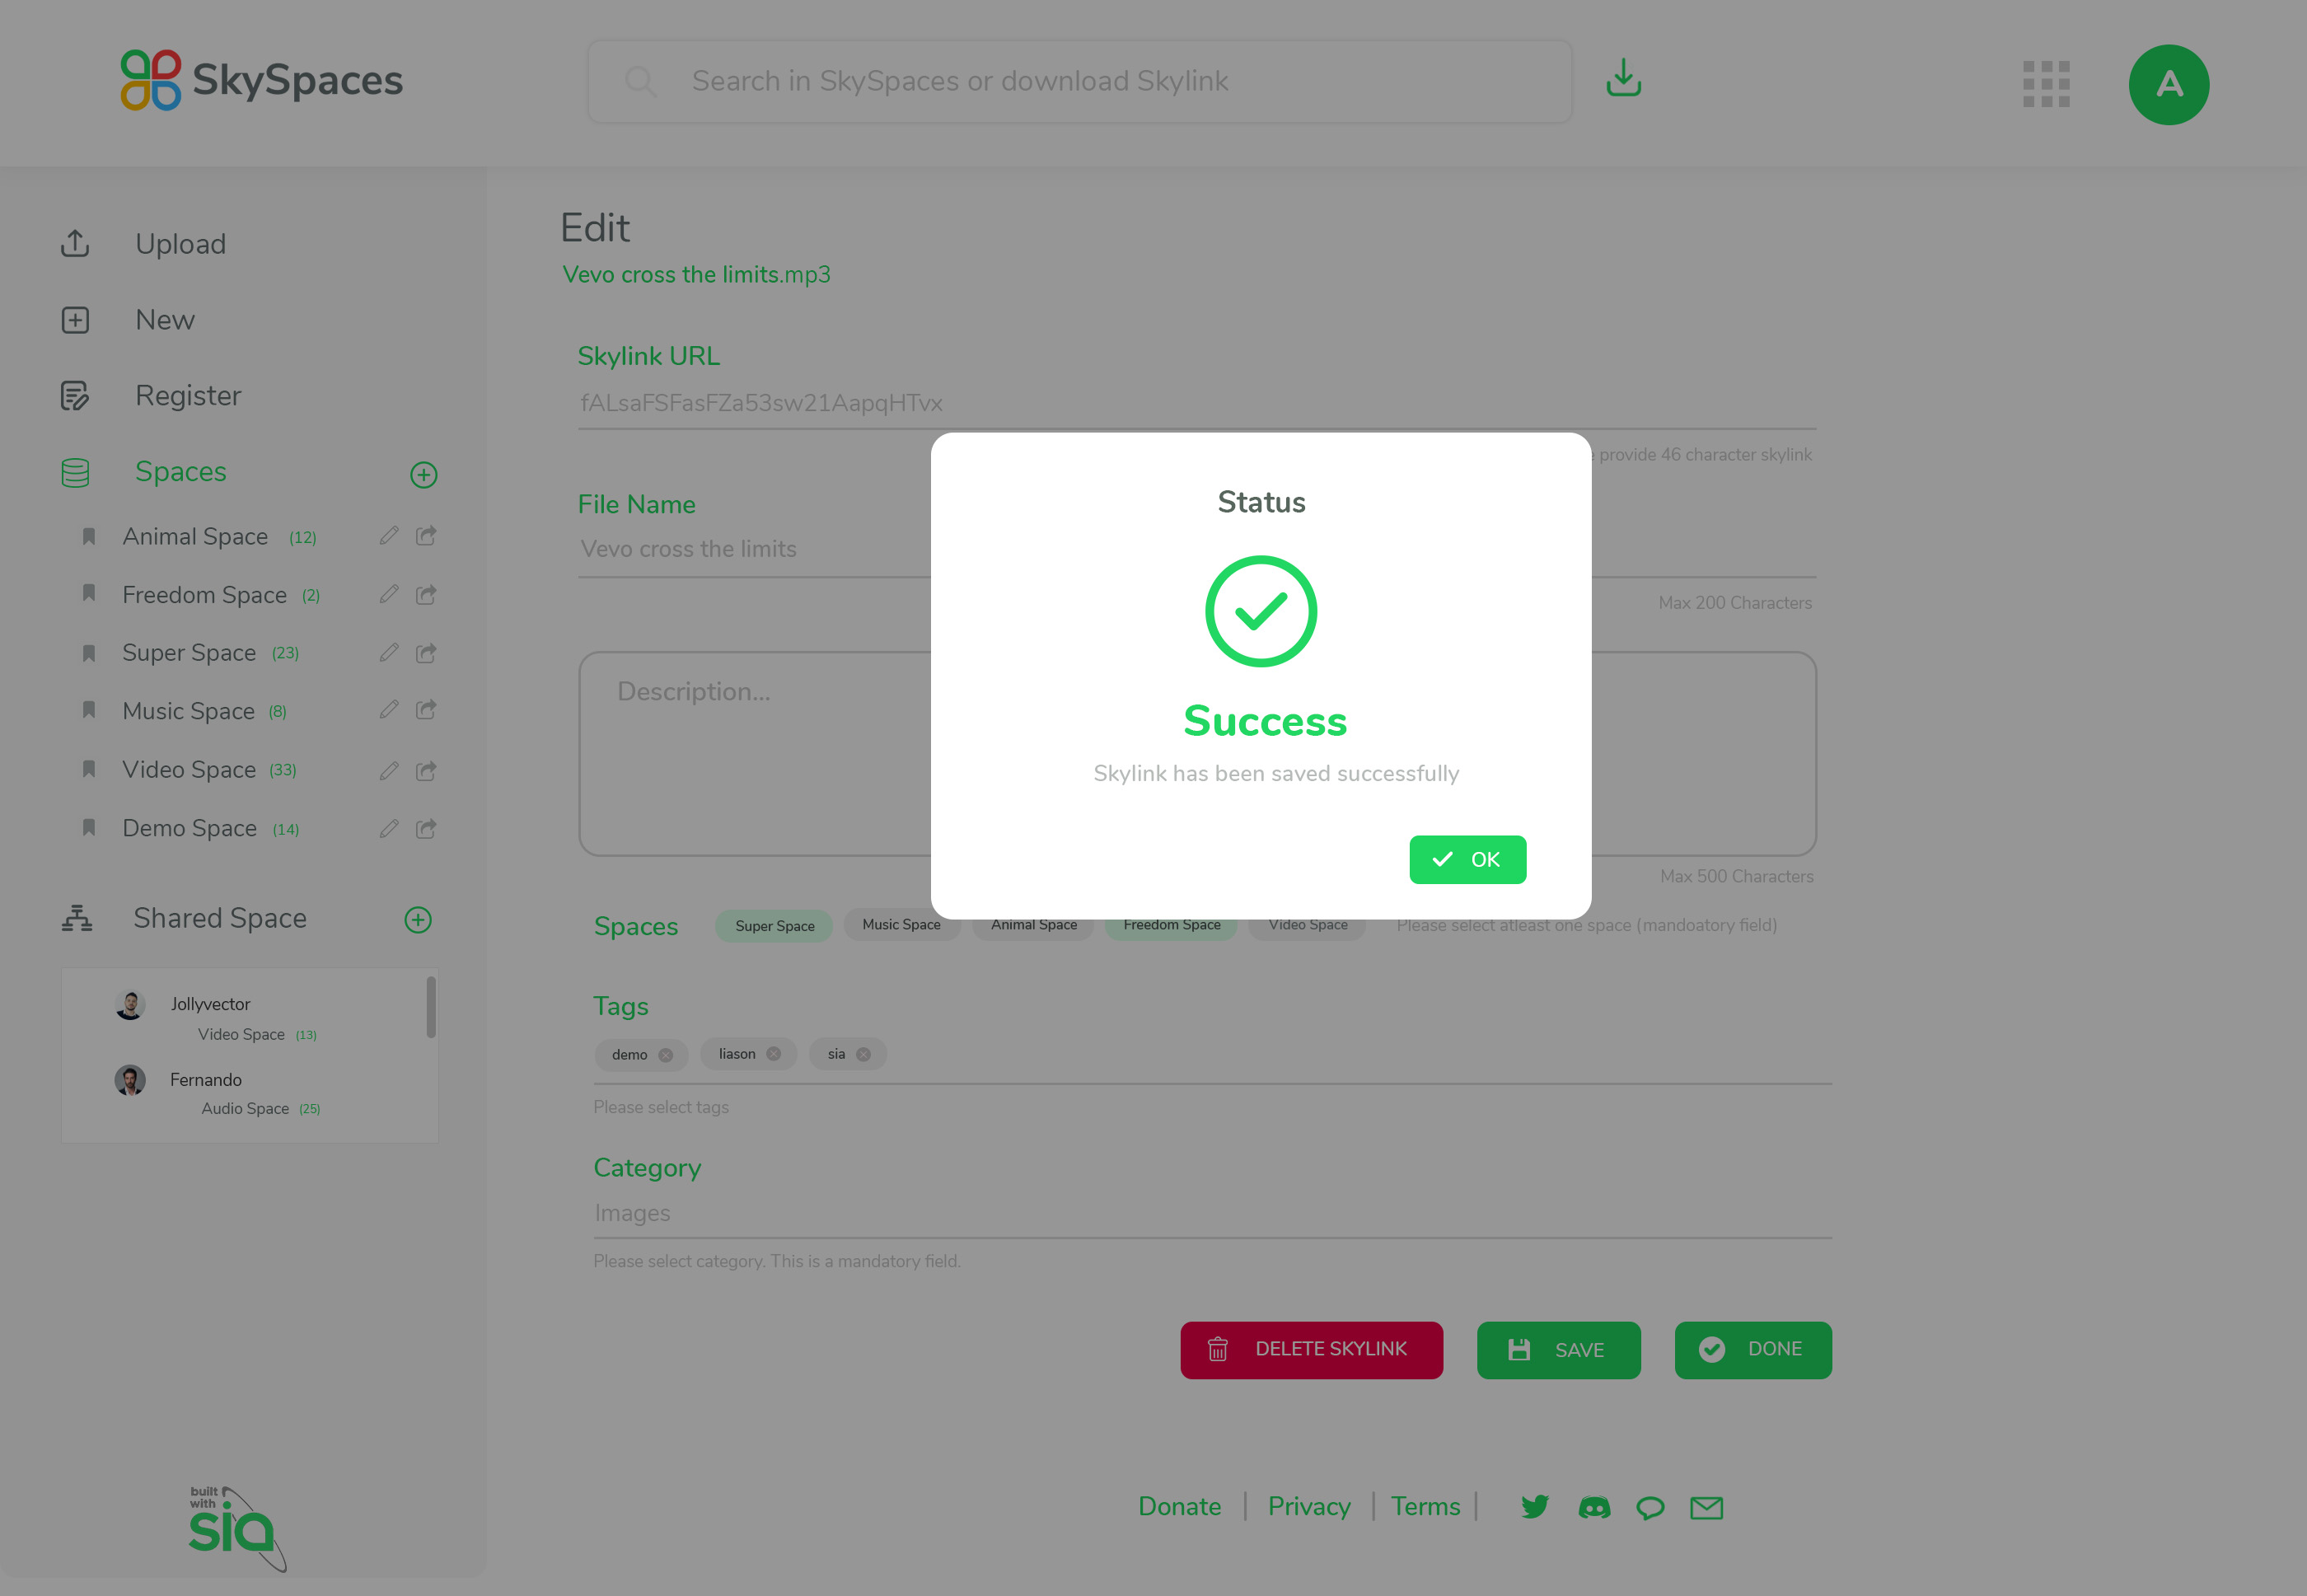 SkySpaces
Search in SkySpaces or download Skylink
A
Upload
New
Register
Spaces
Animal Space (12)
Freedom Space (2)
Super Space (23)
Music Space (8)
Video Space (33)
Demo Space (14)
Shared Space
Jollyvector
Video Space (13)
Fernando
Audio Space (25)
built
with
sia
Edit
Vevo cross the limits.mp3
Skylink URL
fALsaFSFasFZa53sw21AapqHTvx
provide 46 character skylink
File Name
Vevo cross the limits
Max 200 Characters
Description...
Max 500 Characters
Status
Success
Skylink has been saved successfully
OK
Spaces Super Space Music Space Animal Space Freedom Space Video Space Please select atleast one space (mandoatory field)
Tags
demo liason sia
Please select tags
Category
Images
Please select category. This is a mandatory field.
DELETE SKYLINK SAVE DONE
Donate | Privacy | Terms |